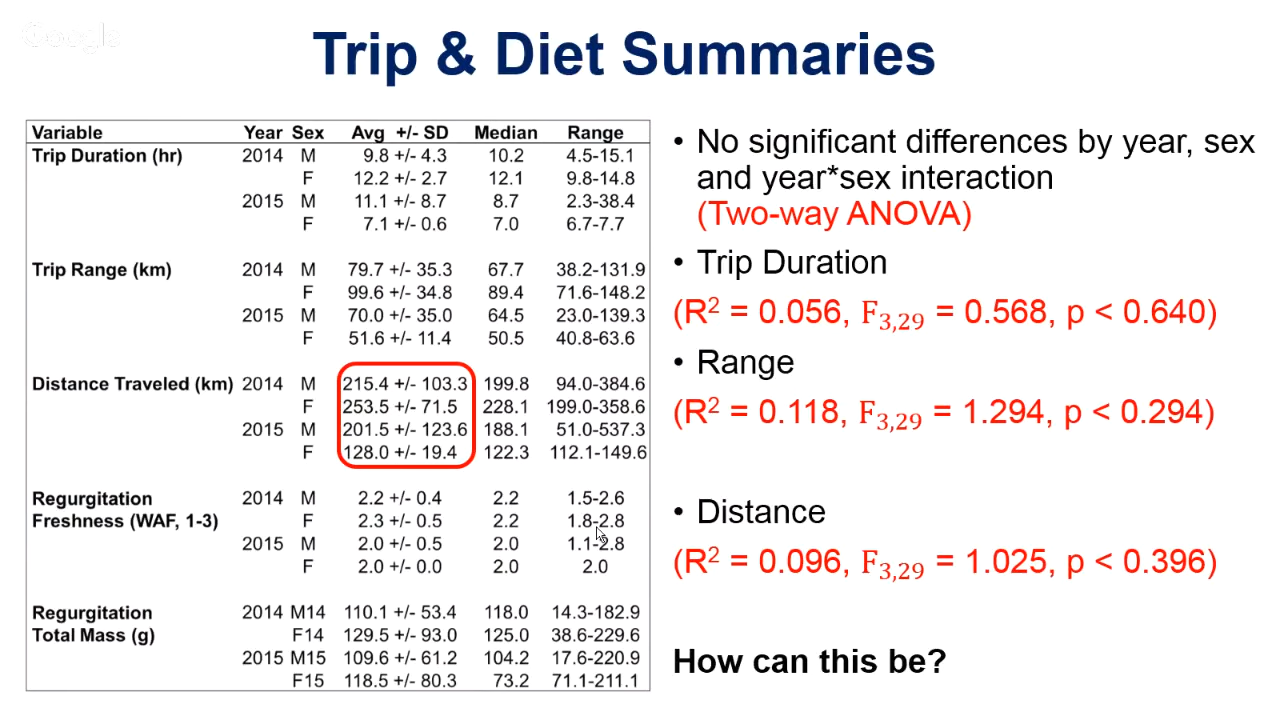 Google
Trip & Diet Summaries
Variable Year Sex Avg +/- SD Median Range
Trip Duration (hr) 2014 M 9.8 +/- 4.3 10.2 4.5-15.1
F 12.2 +/- 2.7 12.1 9.8-14.8
2015 M 11.1 +/- 8.7 8.7 2.3-38.4
F 7.1 +/- 0.6 7.0 6.7-7.7
Trip Range (km) 2014 M 79.7 +/- 35.3 67.7 38.2-131.9
F 99.6 +/- 34.8 89.4 71.6-148.2
2015 M 70.0 +/- 35.0 64.5 23.0-139.3
F 51.6 +/- 11.4 50.5 40.8-63.6
Distance Traveled (km) 2014 M 215.4 +/- 103.3 199.8 94.0-384.6
F 253.5 +/- 71.5 228.1 199.0-358.6
2015 M 201.5 +/- 123.6 188.1 51.0-537.3
F 128.0 +/- 19.4 122.3 112.1-149.6
Regurgitation 2014 M 2.2 +/- 0.4 2.2 1.5-2.6
Freshness (WAF, 1-3) F 2.3 +/- 0.5 2.2 1.8-2.8
2015 M 2.0 +/- 0.5 2.0 1.1-2.8
F 2.0 +/- 0.0 2.0 2.0
Regurgitation 2014 M14 110.1 +/- 53.4 118.0 14.3-182.9
Total Mass (g) F14 129.5 +/- 93.0 125.0 38.6-229.6
2015 M15 109.6 +/- 61.2 104.2 17.6-220.9
F15 118.5 +/- 80.3 73.2 71.1-211.1
• No significant differences by year, sex
and year*sex interaction
(Two-way ANOVA)
• Trip Duration
(R² = 0.056, F₃,₂₉ = 0.568, p < 0.640)
• Range
(R² = 0.118, F₃,₂₉ = 1.294, p < 0.294)
• Distance
(R² = 0.096, F₃,₂₉ = 1.025, p < 0.396)
How can this be?